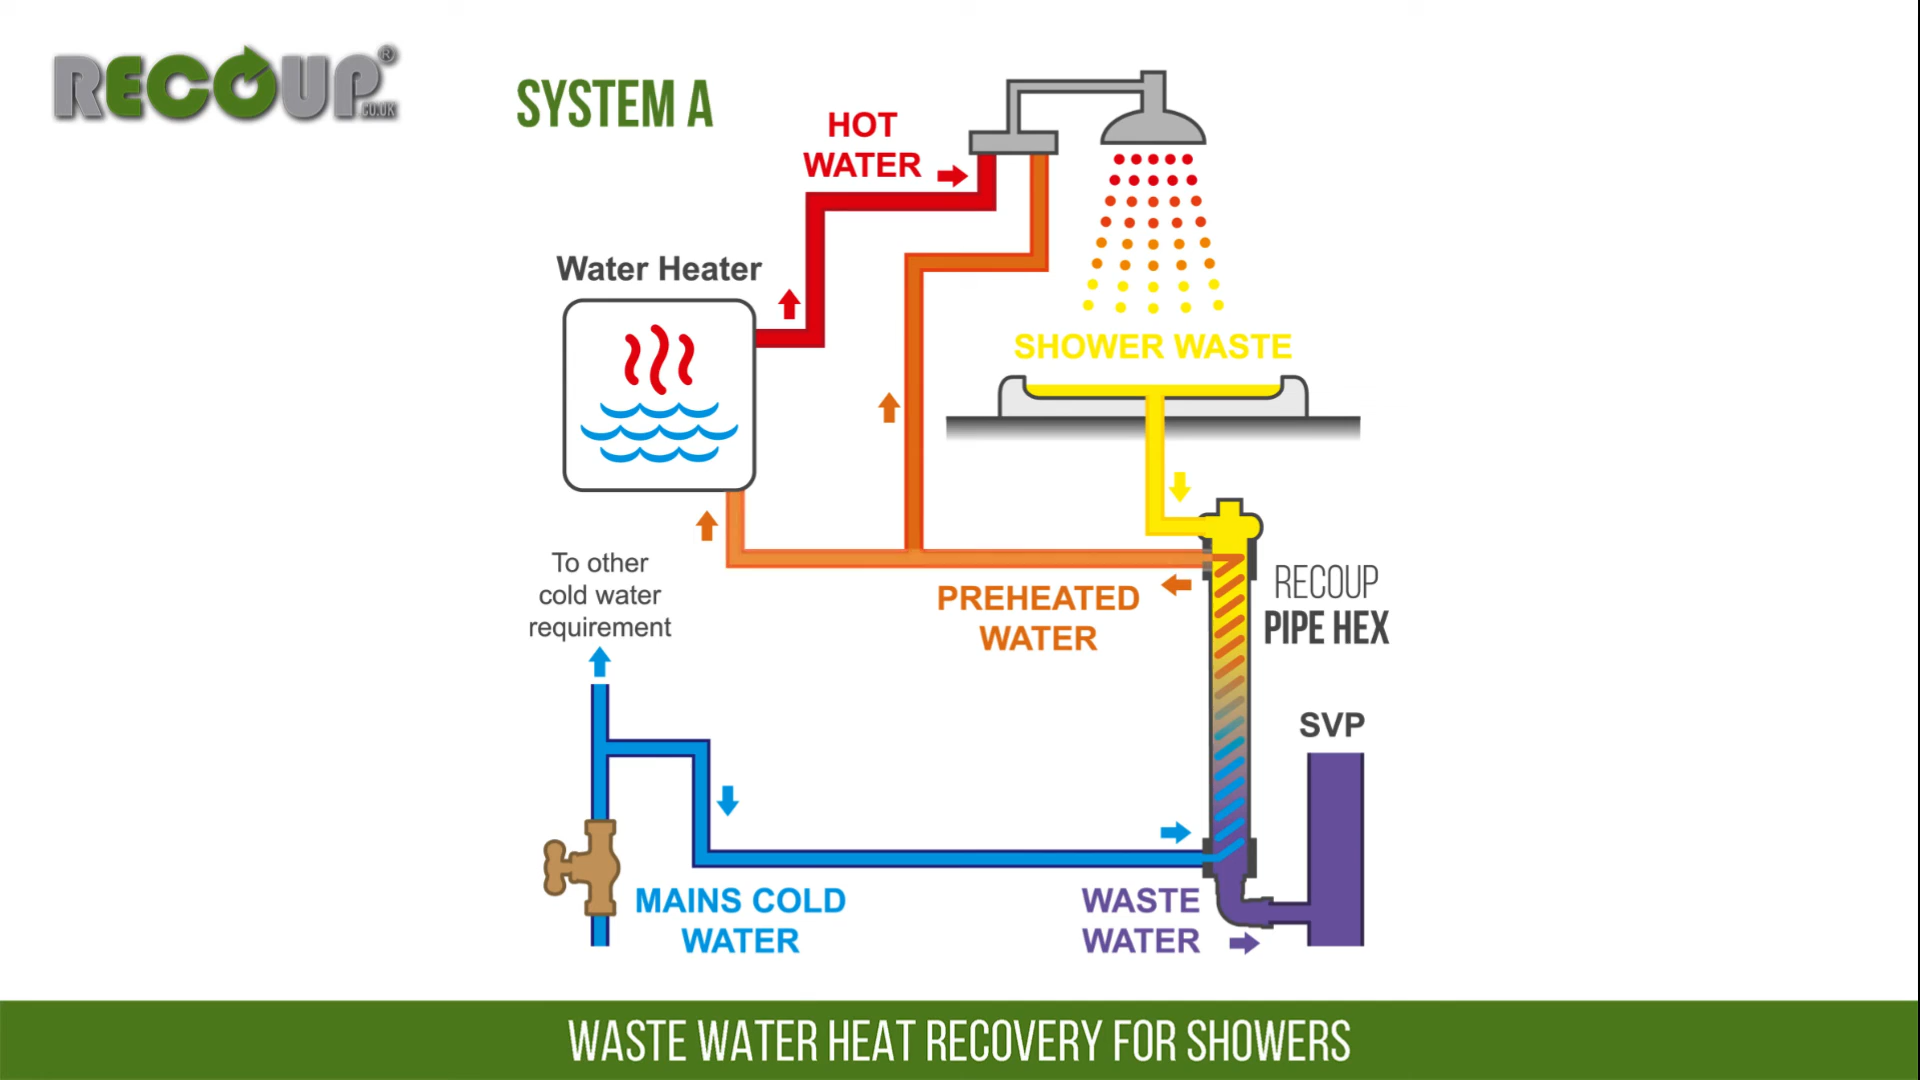 RECOUP®
.CO.UK
SYSTEM A
HOT
WATER
Water Heater
SHOWER WASTE
To other
cold water
requirement
PREHEATED
WATER
RECOUP
PIPE HEX
SVP
MAINS COLD
WATER
WASTE
WATER
WASTE WATER HEAT RECOVERY FOR SHOWERS